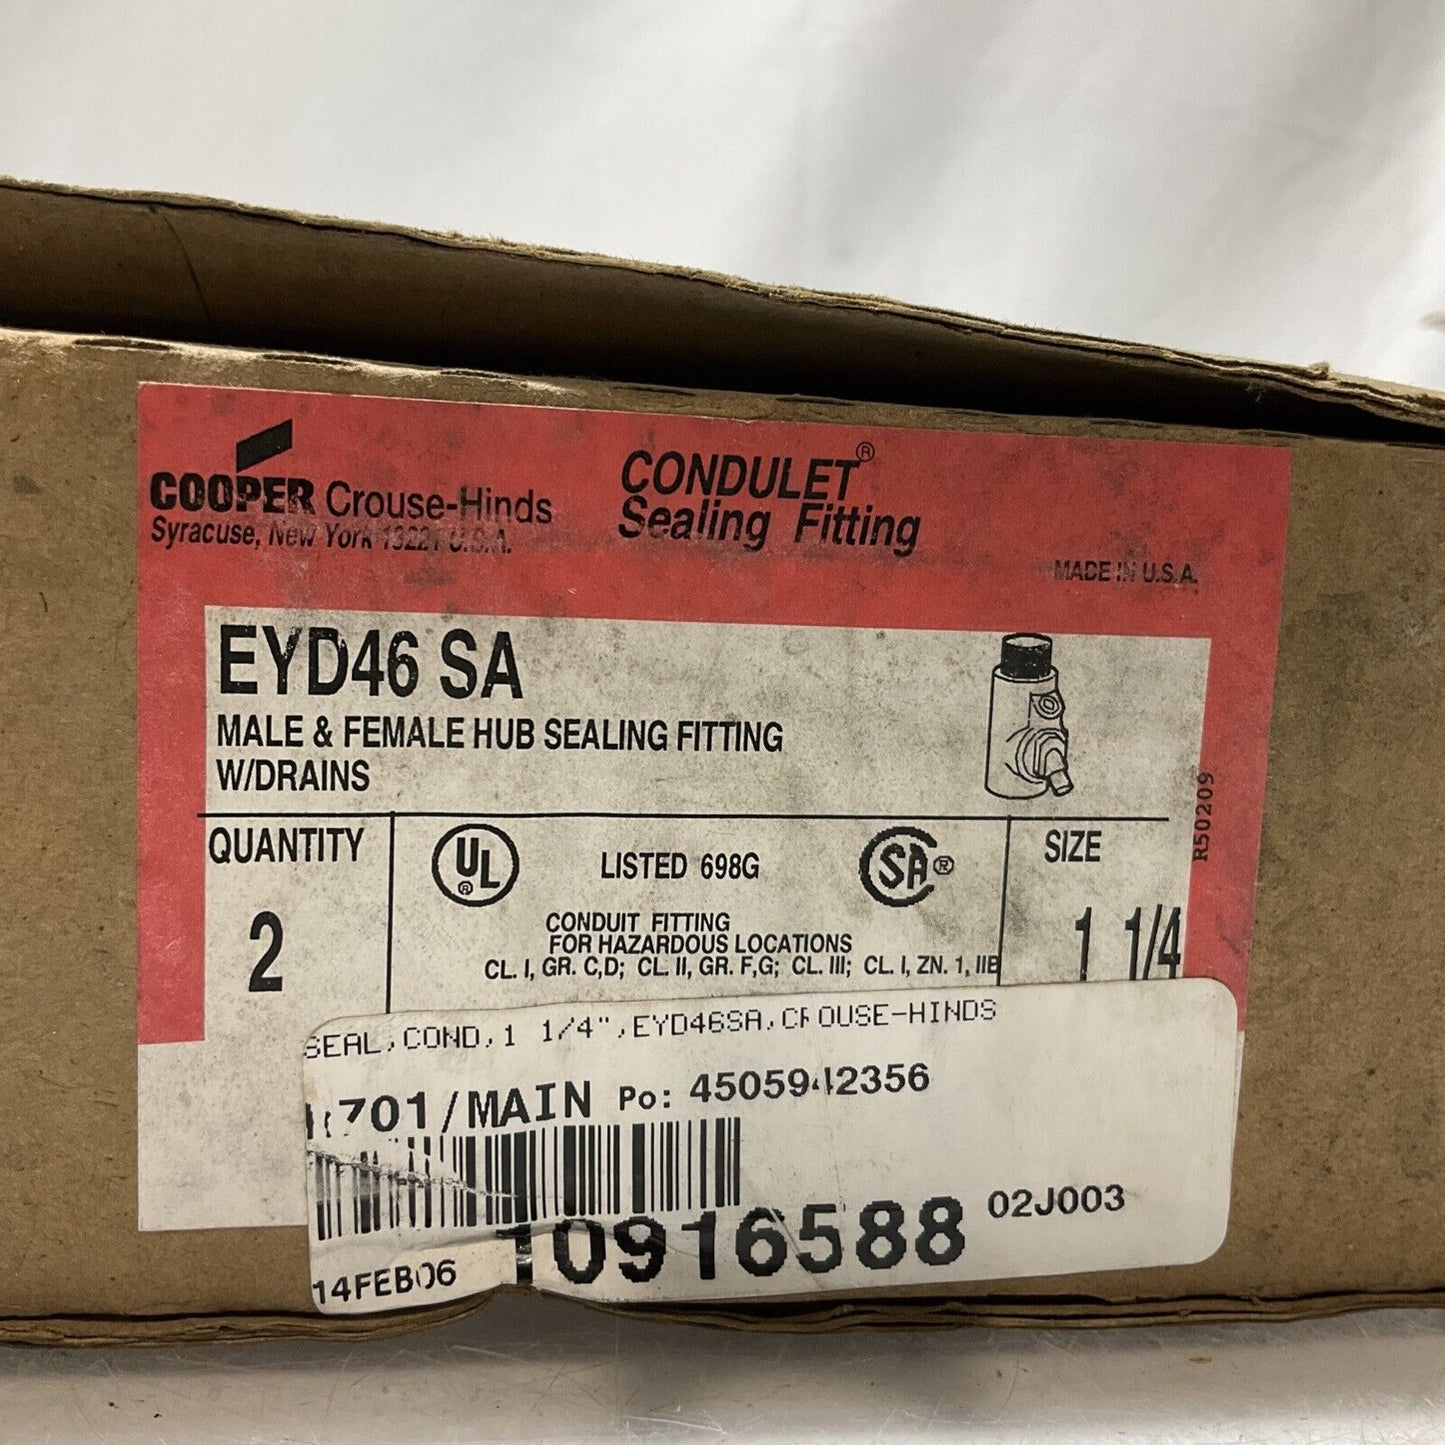 COOPER Crouse-Hinds
Syracuse, New York 13221 U.S.A.
CONDULET®
Sealing Fitting
MADE IN U.S.A.
EYD46 SA
MALE & FEMALE HUB SEALING FITTING
W/DRAINS
R50209
QUANTITY
2
UL ®
LISTED 698G
SA ®
CONDUIT FITTING
FOR HAZARDOUS LOCATIONS
CL. I, GR. C,D; CL. II, GR. F,G; CL. III; CL. I, ZN. 1, IIB
SIZE
1 1/4
SEAL,COND,1 1/4",EYD46SA,CROUSE-HINDS
701/MAIN Po: 4505942356
10916588 02J003
14FEB06